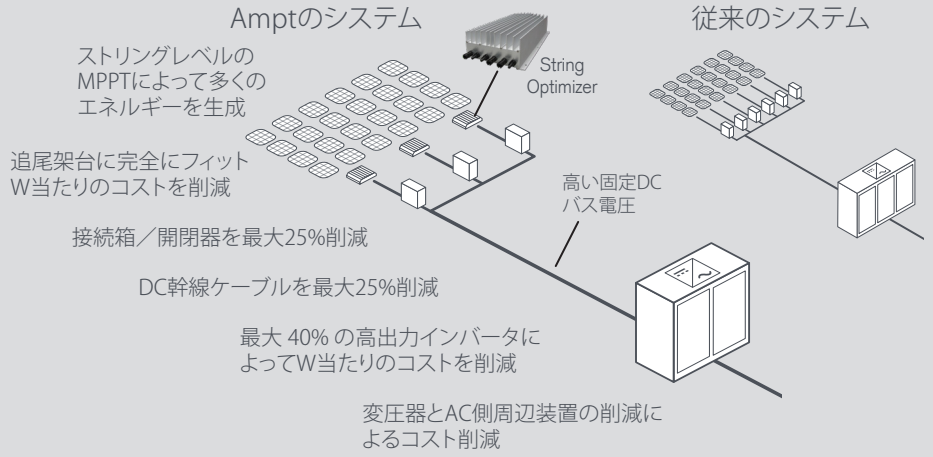 Amptのシステム
従来のシステム
ストリングレベルの
MPPTによって多くの
エネルギーを生成
String
Optimizer
追尾架台に完全にフィット
W当たりのコストを削減
高い固定DC
バス電圧
接続箱／開閉器を最大25%削減
DC幹線ケーブルを最大25%削減
最大 40% の高出力インバータに
よってW当たりのコストを削減
変圧器とAC側周辺装置の削減に
よるコスト削減